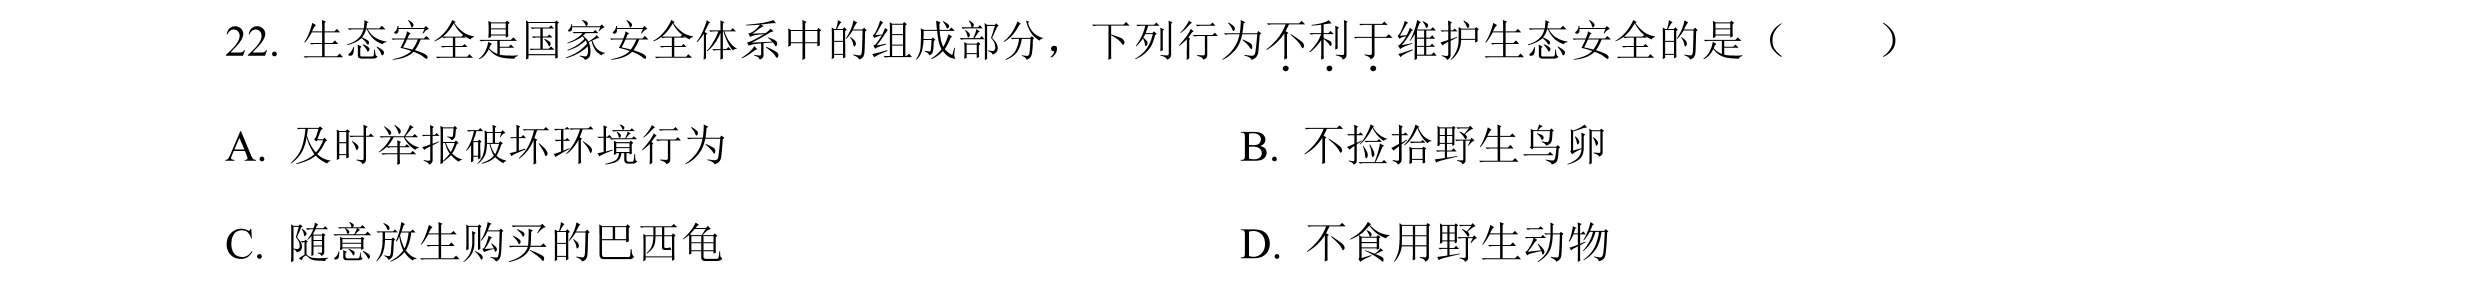 22. 生态安全是国家安全体系中的组成部分，下列行为不利于维护生态安全的是（　　）
A. 及时举报破坏环境行为　　B. 不捡拾野生鸟卵
C. 随意放生购买的巴西龟　　D. 不食用野生动物